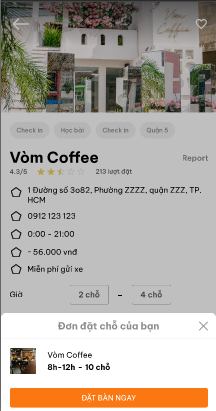 Vòm
Coffee
Check in
Học bài
Check in
Quận 5
Vòm Coffee
Report
4.3/5
213 lượt đặt
1 Đường số 3o82, Phường ZZZZ, quận ZZZ, TP.
HCM
0912 123 123
0:00 - 21:00
~ 56.000 vnđ
Miễn phí gửi xe
Giờ
2 chỗ
–
4 chỗ
Đơn đặt chỗ của bạn
Vòm Coffee
8h-12h - 10 chỗ
ĐẶT BÀN NGAY